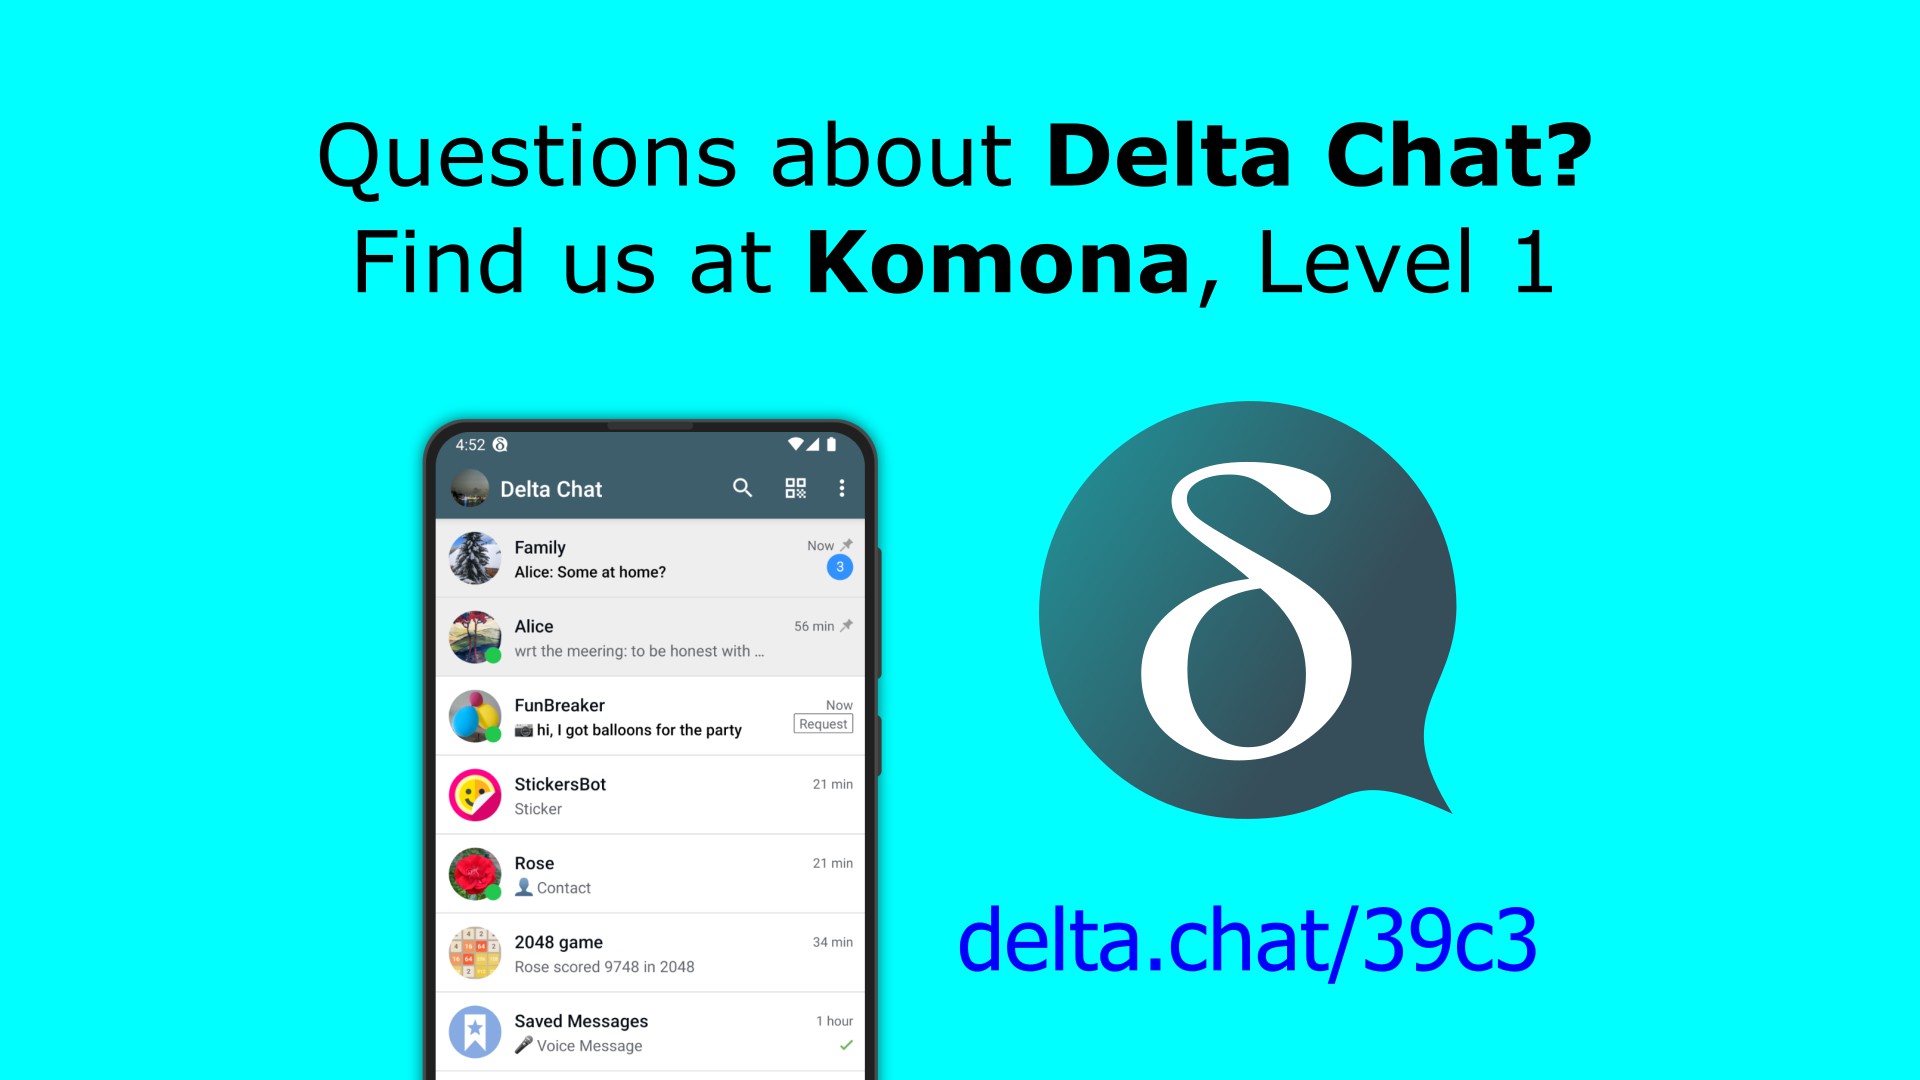 Questions about Delta Chat?
Find us at Komona, Level 1
4:52
Delta Chat
Family
Now
Alice: Some at home?
3
Alice
56 min
wrt the meering: to be honest with ...
FunBreaker
Now
hi, I got balloons for the party
Request
StickersBot
21 min
Sticker
Rose
21 min
Contact
2048 game
34 min
Rose scored 9748 in 2048
Saved Messages
1 hour
Voice Message
δ
delta.chat/39c3